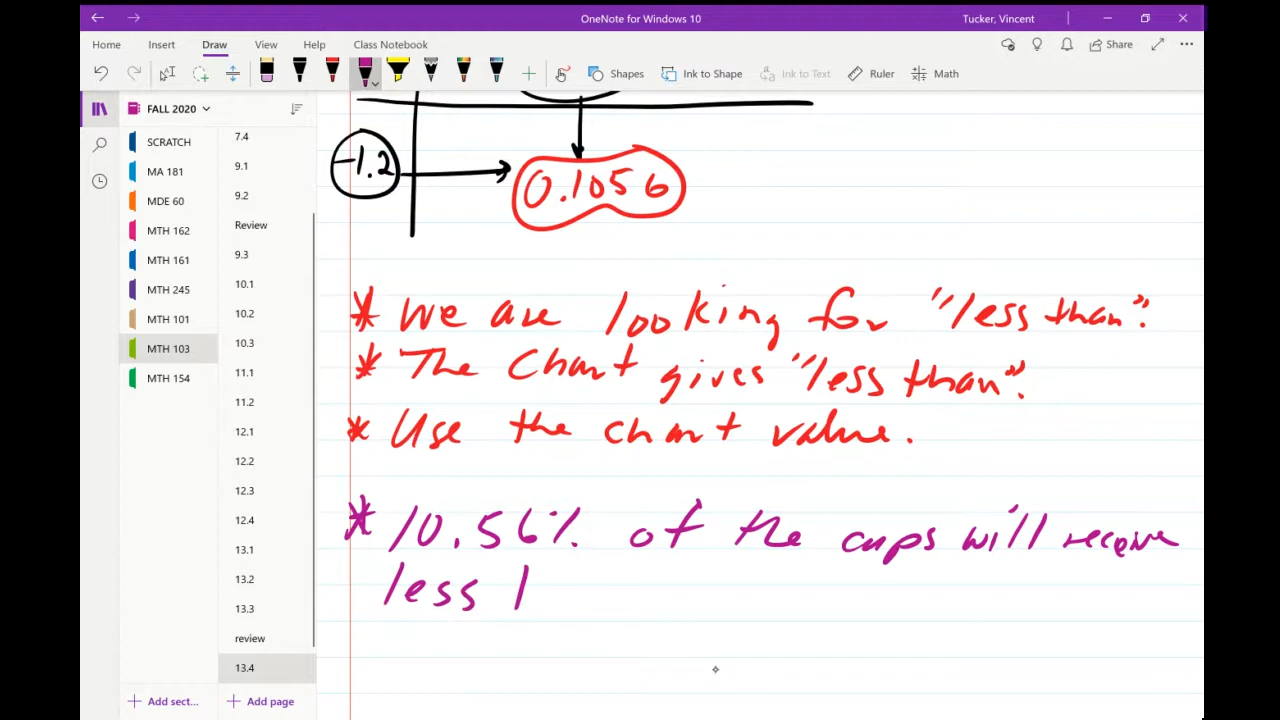 OneNote for Windows 10
Tucker, Vincent
Home Insert Draw View Help Class Notebook
Share
Shapes Ink to Shape Ink to Text Ruler Math
FALL 2020
SCRATCH
MA 181
MDE 60
MTH 162
MTH 161
MTH 245
MTH 101
MTH 103
MTH 154
Add sect...
7.4
9.1
9.2
Review
9.3
10.1
10.2
10.3
11.1
11.2
12.1
12.2
12.3
12.4
13.1
13.2
13.3
review
13.4
Add page
-1.2
0.1056
* We are looking for "less than".
* The Chart gives "less than".
* Use the chart value.
* 10.56% of the cups will receive
less